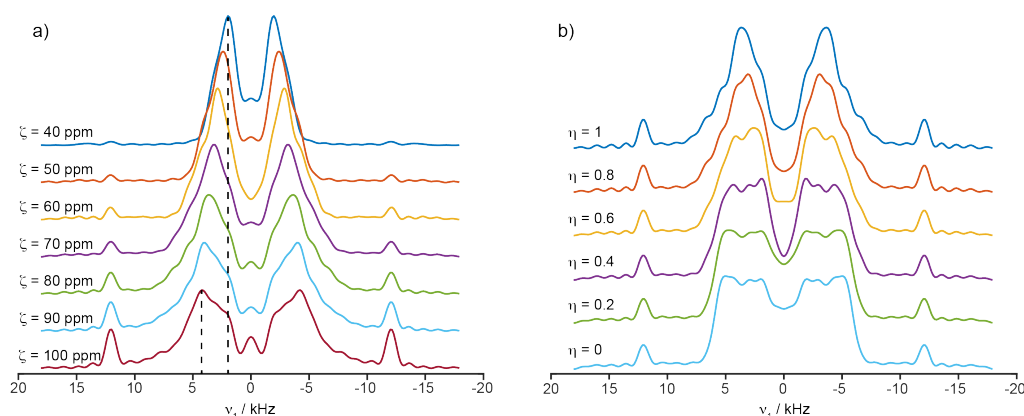 a)
ζ = 40 ppm
ζ = 50 ppm
ζ = 60 ppm
ζ = 70 ppm
ζ = 80 ppm
ζ = 90 ppm
ζ = 100 ppm
20 15 10 5 0 -5 -10 -15 -20
/ kHz
b)
η = 1
η = 0.8
η = 0.6
η = 0.4
η = 0.2
η = 0
20 15 10 5 0 -5 -10 -15 -20
/ kHz